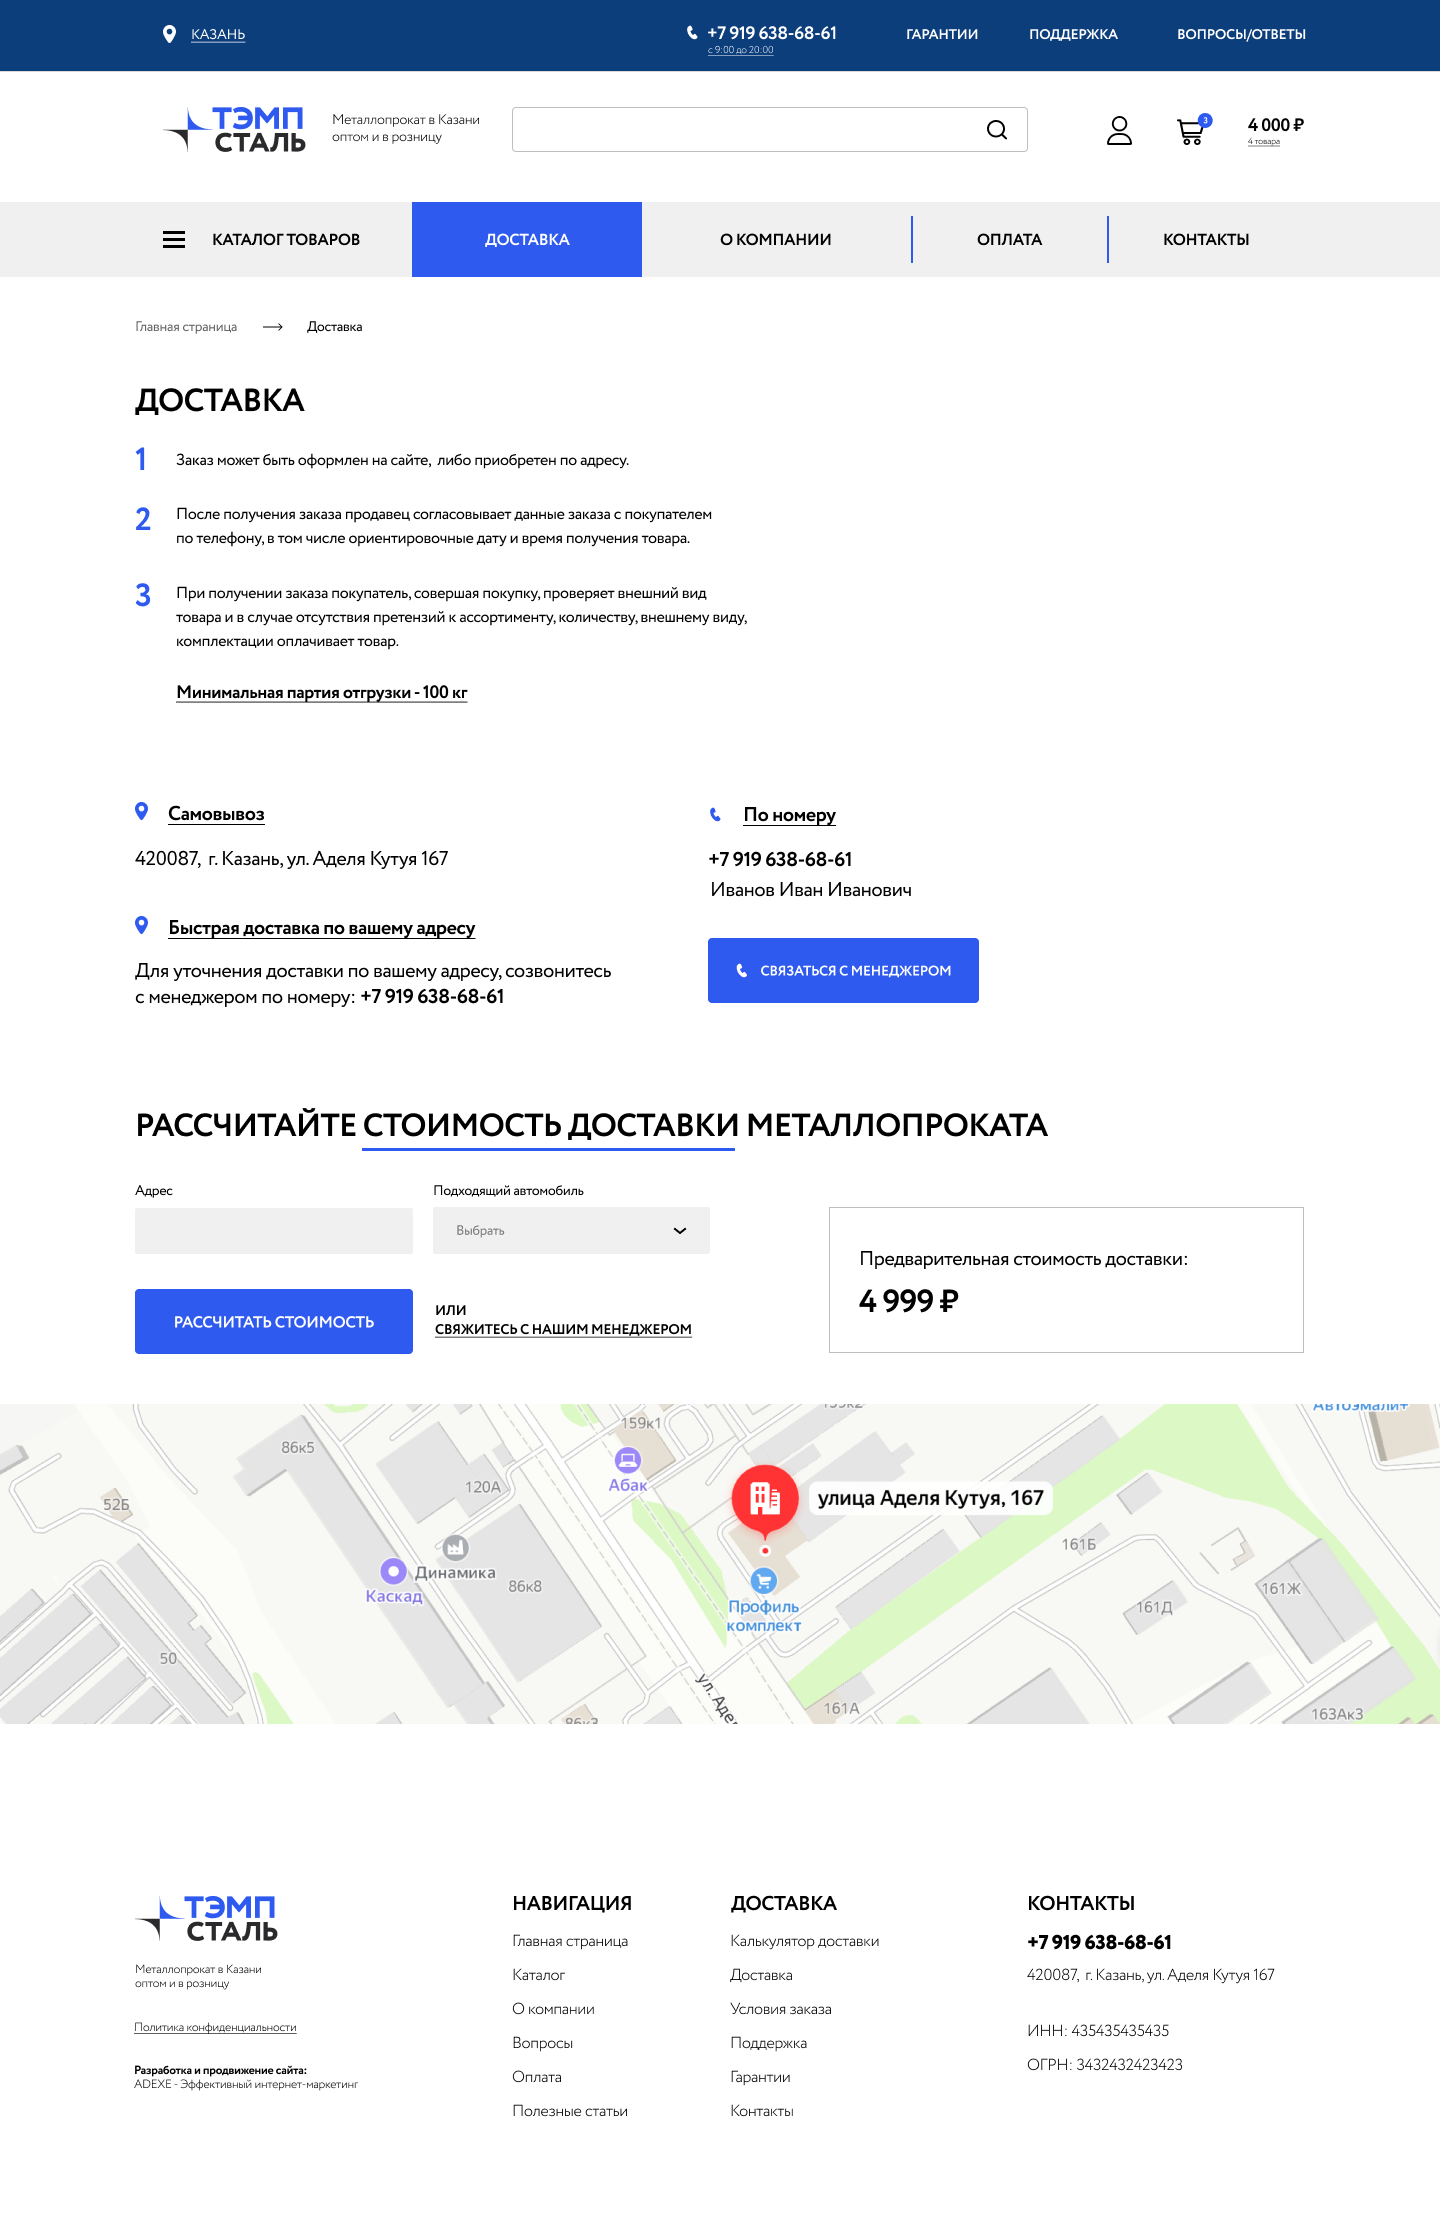 КАЗАНЬ
+7 919 638-68-61
с 9:00 до 20:00
ГАРАНТИИ
ПОДДЕРЖКА
ВОПРОСЫ/ОТВЕТЫ
ТЭМП
СТАЛЬ
Металлопрокат в Казани
оптом и в розницу
3
4 000 ₽
4 товара
КАТАЛОГ ТОВАРОВ
ДОСТАВКА
О КОМПАНИИ
ОПЛАТА
КОНТАКТЫ
Главная страница
Доставка
ДОСТАВКА
1
Заказ может быть оформлен на сайте, либо приобретен по адресу.
2
После получения заказа продавец согласовывает данные заказа с покупателем
по телефону, в том числе ориентировочные дату и время получения товара.
3
При получении заказа покупатель, совершая покупку, проверяет внешний вид
товара и в случае отсутствия претензий к ассортименту, количеству, внешнему виду,
комплектации оплачивает товар.
Минимальная партия отгрузки - 100 кг
Самовывоз
420087, г. Казань, ул. Аделя Кутуя 167
Быстрая доставка по вашему адресу
Для уточнения доставки по вашему адресу, созвонитесь
с менеджером по номеру: +7 919 638-68-61
По номеру
+7 919 638-68-61
Иванов Иван Иванович
СВЯЗАТЬСЯ С МЕНЕДЖЕРОМ
РАССЧИТАЙТЕ СТОИМОСТЬ ДОСТАВКИ МЕТАЛЛОПРОКАТА
Адрес
Подходящий автомобиль
Выбрать
РАССЧИТАТЬ СТОИМОСТЬ
ИЛИ
СВЯЖИТЕСЬ С НАШИМ МЕНЕДЖЕРОМ
Предварительная стоимость доставки:
4 999 ₽
159к2
Автоэмали+
159к1
86к5
Абак
120А
52Б
улица Аделя Кутуя, 167
161Б
Динамика
Каскад
86к8
Профиль
комплект
161Ж
161Д
50
ул. Адел
161А
163Ак3
86к3
ТЭМП
СТАЛЬ
Металлопрокат в Казани
оптом и в розницу
Политика конфиденциальности
Разработка и продвижение сайта:
ADEXE - Эффективный интернет-маркетинг
НАВИГАЦИЯ
Главная страница
Каталог
О компании
Вопросы
Оплата
Полезные статьи
ДОСТАВКА
Калькулятор доставки
Доставка
Условия заказа
Поддержка
Гарантии
Контакты
КОНТАКТЫ
+7 919 638-68-61
420087, г. Казань, ул. Аделя Кутуя 167
ИНН: 435435435435
ОГРН: 3432432423423